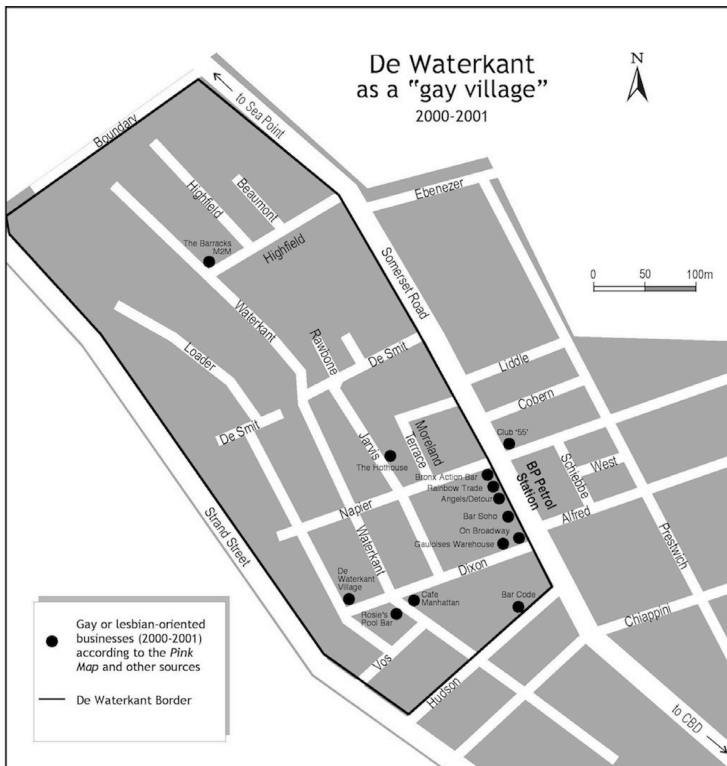 De Waterkant
as a “gay village”
2000-2001
N
to Sea Point
Boundary
Ebenezer
Highfield
Beaumont
The Barracks
M2M
Highfield
Somerset Road
0 50 100m
Waterkant
Loader
Rawbone
De Smit
Liddle
Cobern
De Smit
Moreland
Terrace
Club '55'
Jarvis
The Hothouse
Schiebbe
West
Bronx Action Bar
Rainbow Trade
Angels/Detour
BP Petrol
Station
Napier
Bar Soho
Alfred
On Broadway
Gauloises Warehouse
Strand Street
Waterkant
Prestwich
Dixon
De
Waterkant
Village
Cafe
Manhattan
Rosie's
Pool Bar
Bar Code
Chiappini
Vos
Hudson
to CBD
Gay or lesbian-oriented
businesses (2000-2001)
according to the Pink
Map and other sources
De Waterkant Border